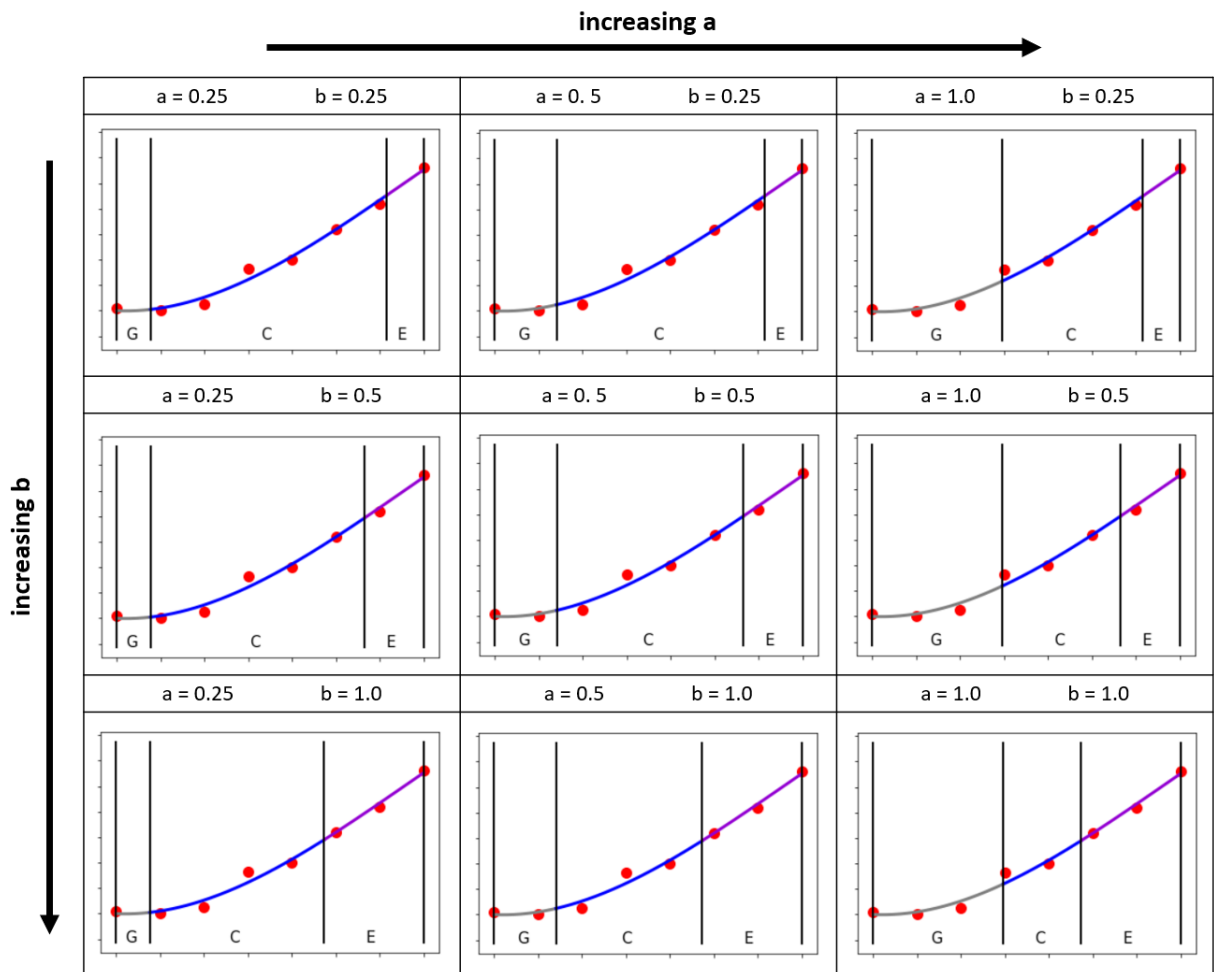 increasing a
increasing b
a = 0.25 b = 0.25
a = 0. 5 b = 0.25
a = 1.0 b = 0.25
G C E
G C E
G C E
a = 0.25 b = 0.5
a = 0. 5 b = 0.5
a = 1.0 b = 0.5
G C E
G C E
G C E
a = 0.25 b = 1.0
a = 0.5 b = 1.0
a = 1.0 b = 1.0
G C E
G C E
G C E